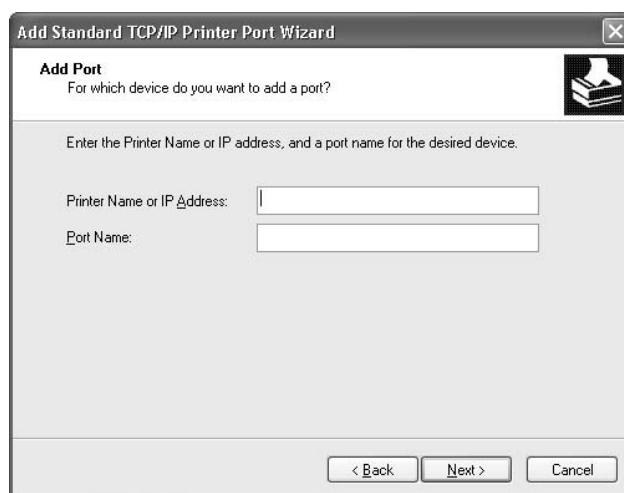 Add Standard TCP/IP Printer Port Wizard
Add Port
For which device do you want to add a port?
Enter the Printer Name or IP address, and a port name for the desired device.
Printer Name or IP Address:
Port Name:
< Back Next > Cancel